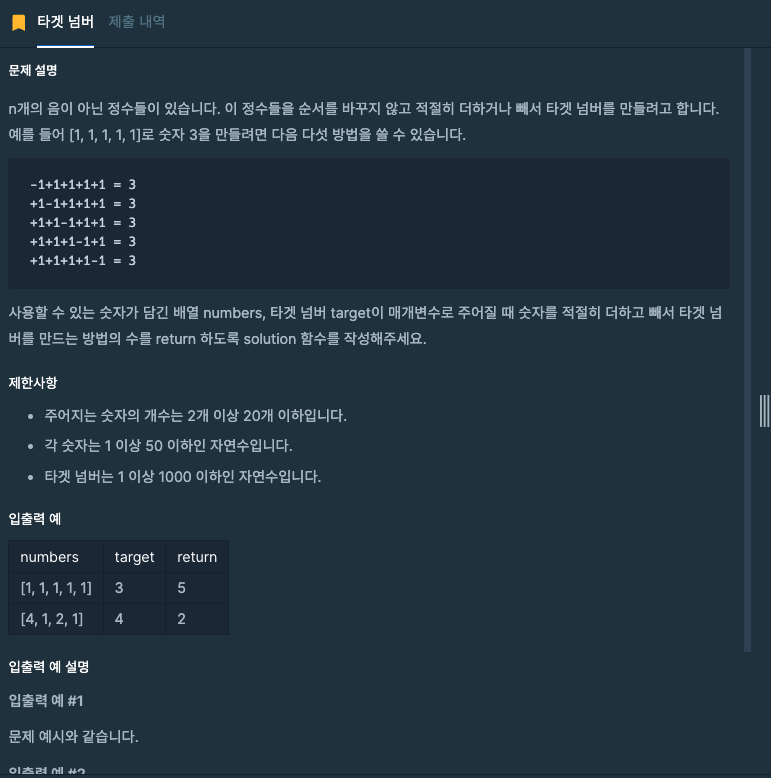 타겟 넘버 제출 내역
문제 설명
n개의 음이 아닌 정수들이 있습니다. 이 정수들을 순서를 바꾸지 않고 적절히 더하거나 빼서 타겟 넘버를 만들려고 합니다.
예를 들어 [1, 1, 1, 1, 1]로 숫자 3을 만들려면 다음 다섯 방법을 쓸 수 있습니다.
-1+1+1+1+1 = 3
+1-1+1+1+1 = 3
+1+1-1+1+1 = 3
+1+1+1-1+1 = 3
+1+1+1+1-1 = 3
사용할 수 있는 숫자가 담긴 배열 numbers, 타겟 넘버 target이 매개변수로 주어질 때 숫자를 적절히 더하고 빼서 타겟 넘
버를 만드는 방법의 수를 return 하도록 solution 함수를 작성해주세요.
제한사항
• 주어지는 숫자의 개수는 2개 이상 20개 이하입니다.
• 각 숫자는 1 이상 50 이하인 자연수입니다.
• 타겟 넘버는 1 이상 1000 이하인 자연수입니다.
입출력 예
numbers target return
[1, 1, 1, 1, 1] 3 5
[4, 1, 2, 1] 4 2
입출력 예 설명
입출력 예 #1
문제 예시와 같습니다.
입출력 예 #2